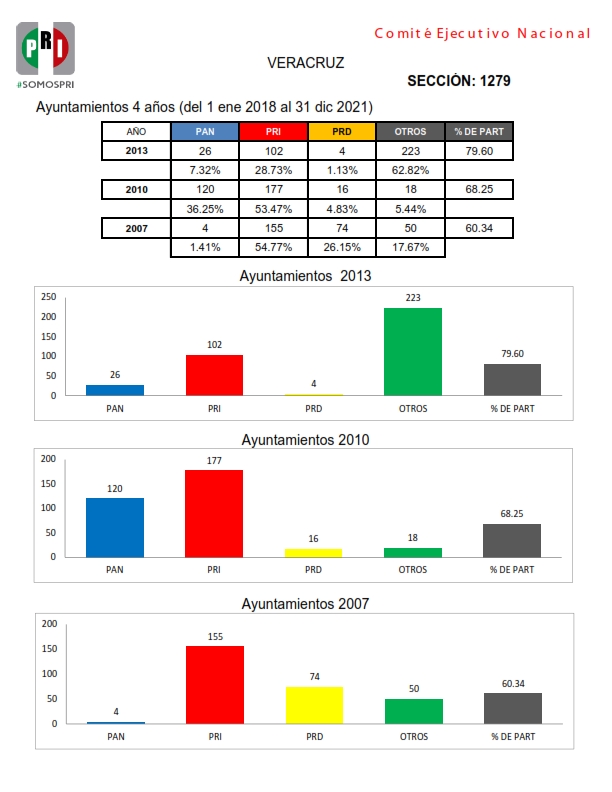 Comité Ejecutivo Nacional
PRI
#SOMOSPRI
VERACRUZ
SECCIÓN: 1279
Ayuntamientos 4 años (del 1 ene 2018 al 31 dic 2021)
AÑO PAN PRI PRD OTROS % DE PART
2013 26 102 4 223 79.60
7.32% 28.73% 1.13% 62.82%
2010 120 177 16 18 68.25
36.25% 53.47% 4.83% 5.44%
2007 4 155 74 50 60.34
1.41% 54.77% 26.15% 17.67%
Ayuntamientos 2013
250
200
150
100
50
0
26 102 4 223 79.60
PAN PRI PRD OTROS % DE PART
Ayuntamientos 2010
200
150
100
50
0
120 177 16 18 68.25
PAN PRI PRD OTROS % DE PART
Ayuntamientos 2007
200
150
100
50
0
4 155 74 50 60.34
PAN PRI PRD OTROS % DE PART